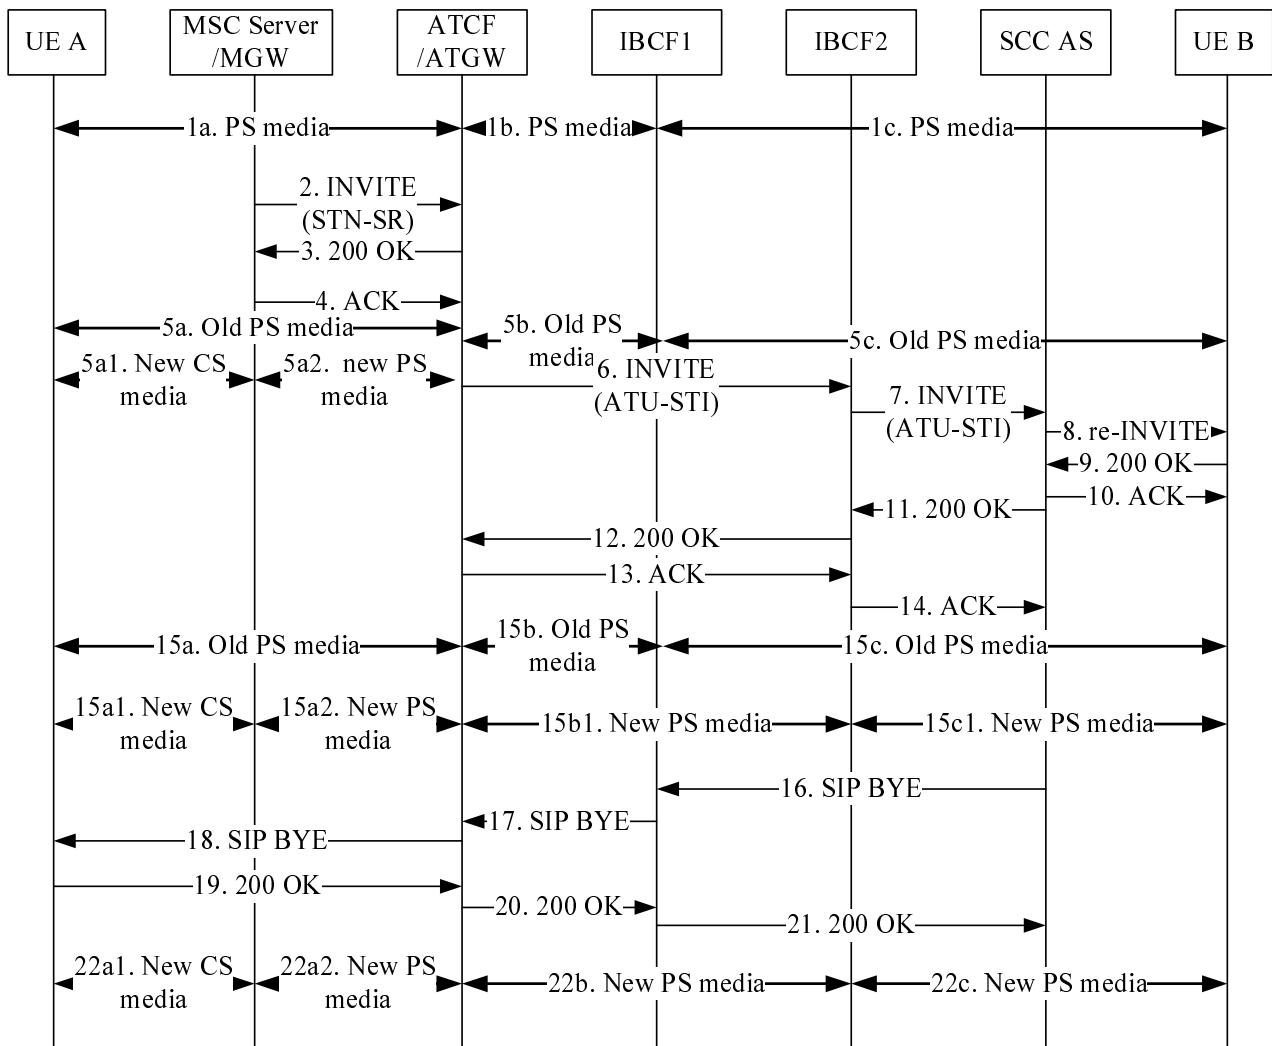 UE A
MSC Server
/MGW
ATCF
/ATGW
IBCF1
IBCF2
SCC AS
UE B
1a. PS media
1b. PS media
1c. PS media
2. INVITE
(STN-SR)
3. 200 OK
4. ACK
5a. Old PS media
5b. Old PS
media
5c. Old PS media
5a1. New CS
media
5a2. new PS
media
6. INVITE
(ATU-STI)
7. INVITE
(ATU-STI)
8. re-INVITE
9. 200 OK
10. ACK
11. 200 OK
12. 200 OK
13. ACK
14. ACK
15a. Old PS media
15b. Old PS
media
15c. Old PS media
15a1. New CS
media
15a2. New PS
media
15b1. New PS media
15c1. New PS media
16. SIP BYE
17. SIP BYE
18. SIP BYE
19. 200 OK
20. 200 OK
21. 200 OK
22a1. New CS
media
22a2. New PS
media
22b. New PS media
22c. New PS media